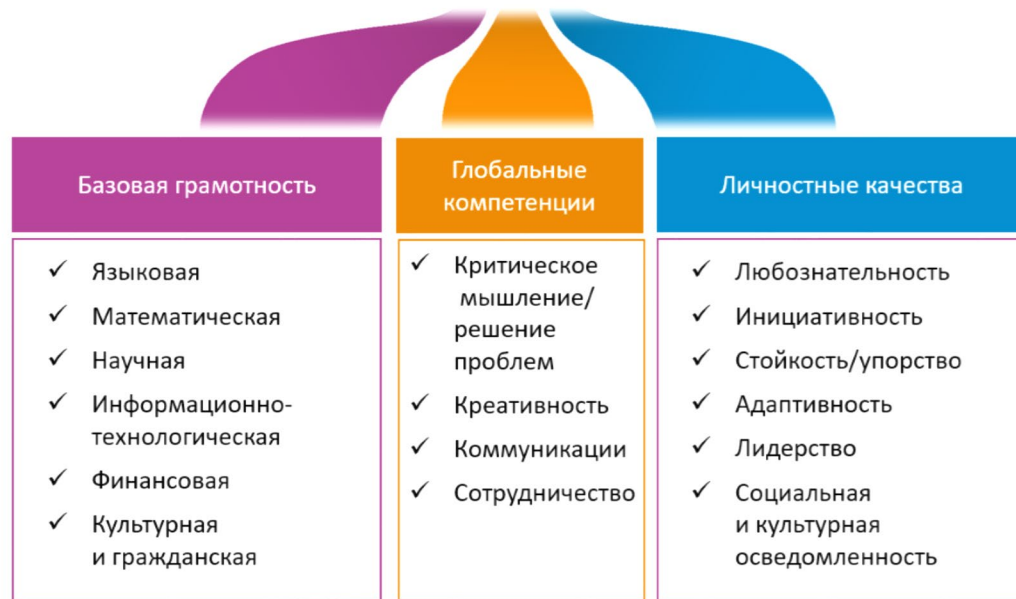 Базовая грамотность
✓ Языковая
✓ Математическая
✓ Научная
✓ Информационно-
технологическая
✓ Финансовая
✓ Культурная
и гражданская
Глобальные
компетенции
✓ Критическое
мышление/
решение
проблем
✓ Креативность
✓ Коммуникации
✓ Сотрудничество
Личностные качества
✓ Любознательность
✓ Инициативность
✓ Стойкость/упорство
✓ Адаптивность
✓ Лидерство
✓ Социальная
и культурная
осведомленность